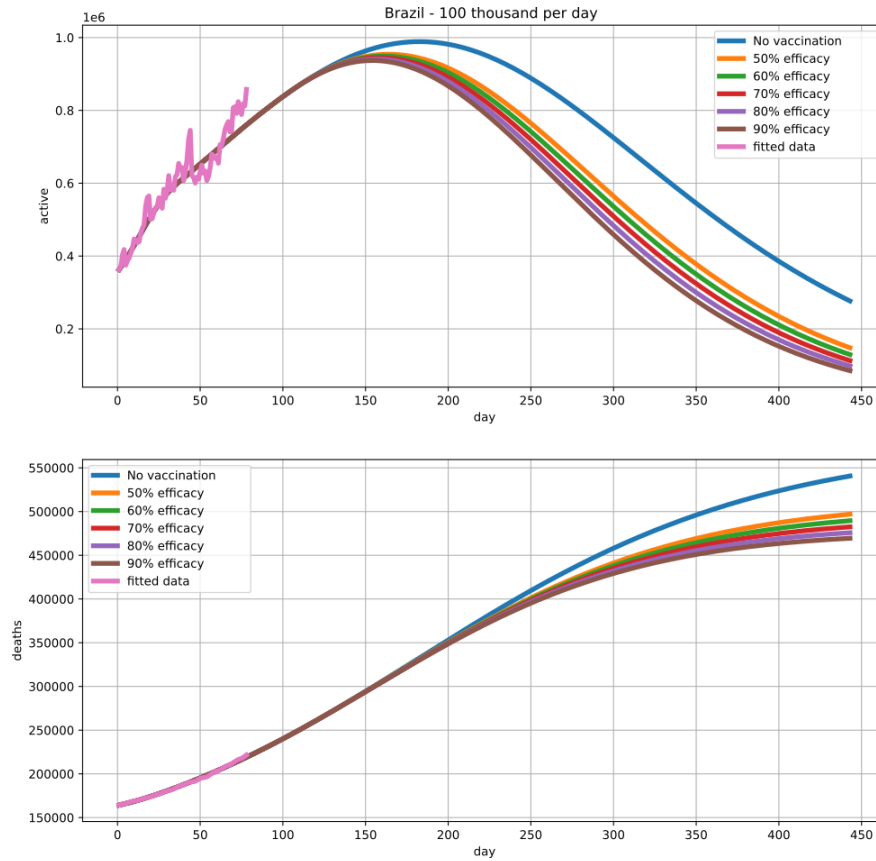 Brazil - 100 thousand per day
1e6
1.0
0.8
0.6
0.4
0.2
active
No vaccination
50% efficacy
60% efficacy
70% efficacy
80% efficacy
90% efficacy
fitted data
0 50 100 150 200 250 300 350 400 450
day
550000
500000
450000
400000
350000
300000
250000
200000
150000
deaths
No vaccination
50% efficacy
60% efficacy
70% efficacy
80% efficacy
90% efficacy
fitted data
0 50 100 150 200 250 300 350 400 450
day